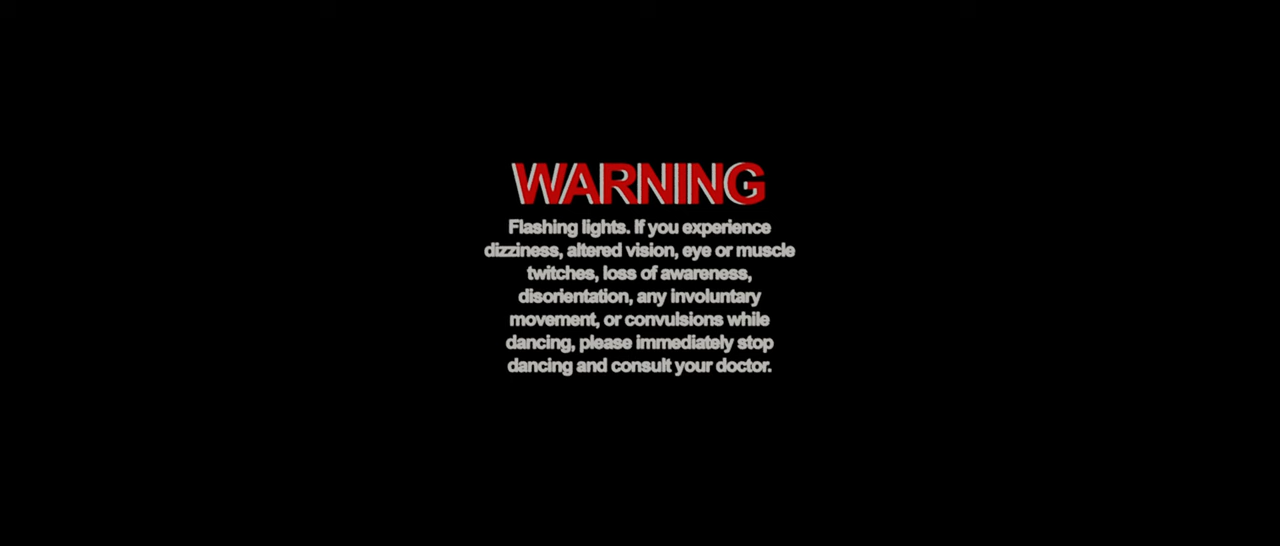 WARNING
Flashing lights. If you experience
dizziness, altered vision, eye or muscle
twitches, loss of awareness,
disorientation, any involuntary
movement, or convulsions while
dancing, please immediately stop
dancing and consult your doctor.